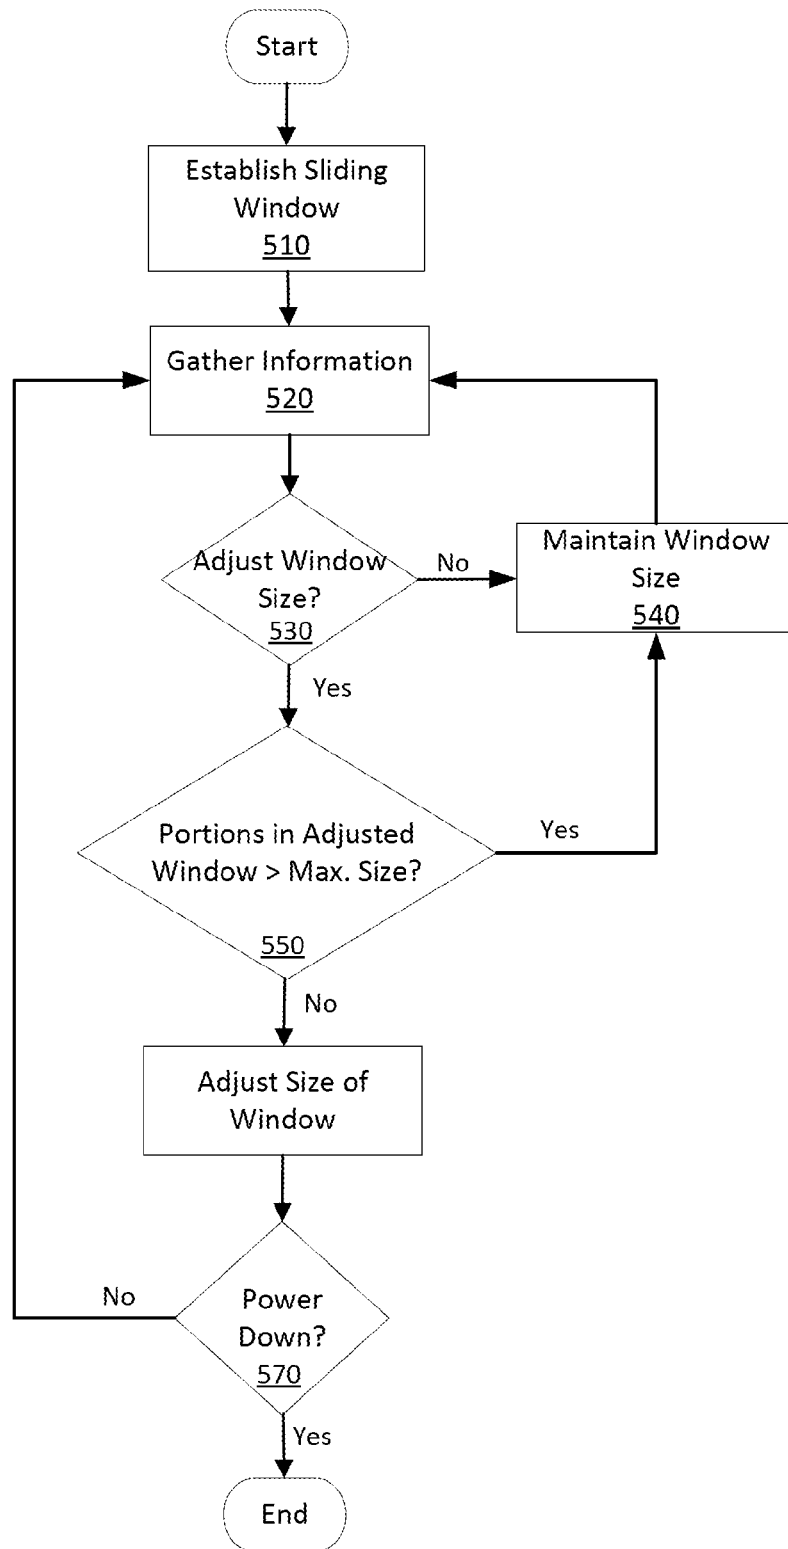 Start
Establish Sliding
Window
510
Gather Information
520
Adjust Window
Size?
530
No
Maintain Window
Size
540
Yes
Portions in Adjusted
Window > Max. Size?
550
Yes
No
Adjust Size of
Window
Power
Down?
570
No
Yes
End